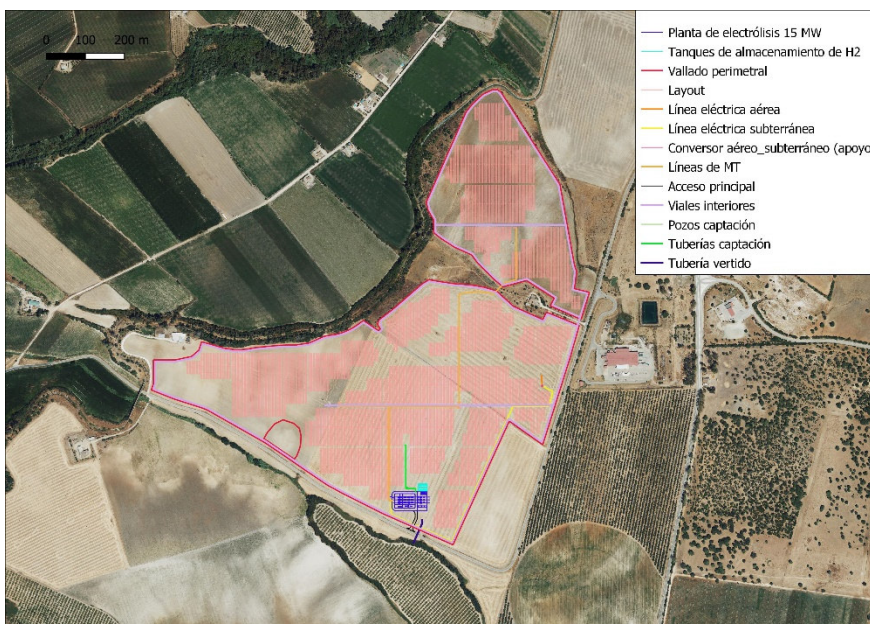 0 100 200 m
Planta de electrólisis 15 MW
Tanques de almacenamiento de H2
Vallado perimetral
Layout
Línea eléctrica aérea
Línea eléctrica subterránea
Conversor aéreo_subterráneo (apoyo
Líneas de MT
Acceso principal
Viales interiores
Pozos captación
Tuberías captación
Tubería vertido